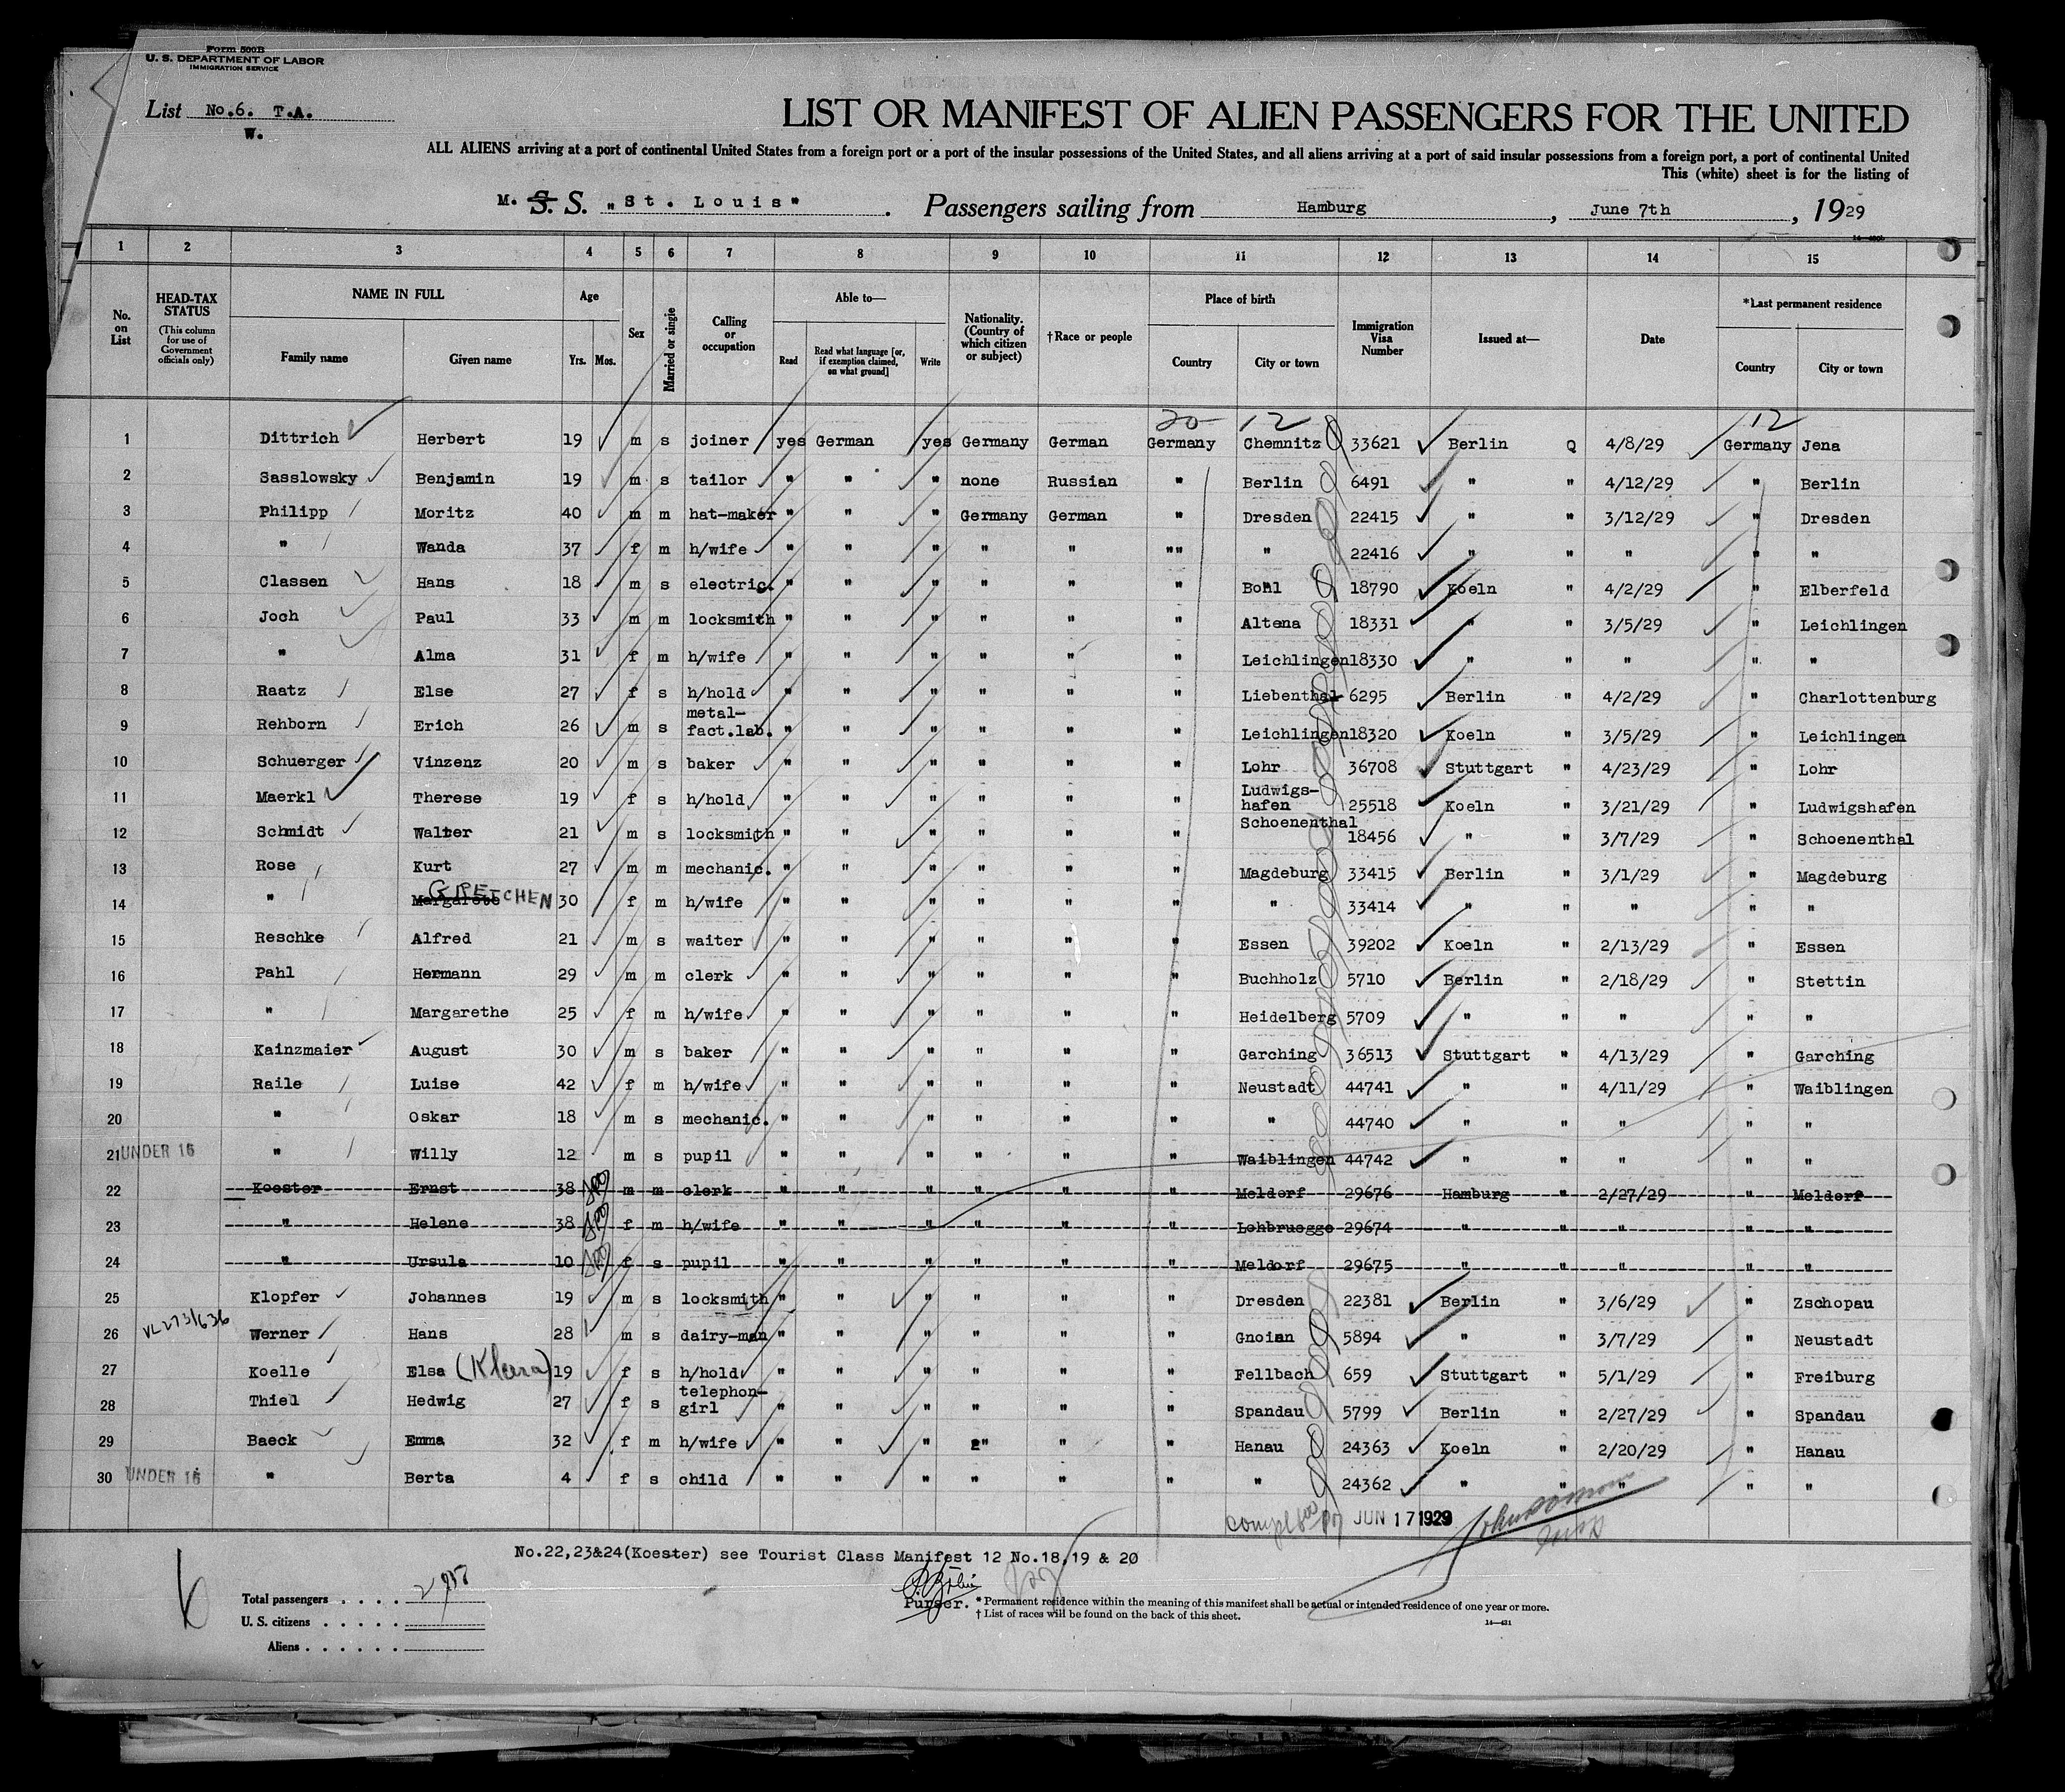 Form 500B
U. S. DEPARTMENT OF LABOR
IMMIGRATION SERVICE
List No.6. T.A.
W.
LIST OR MANIFEST OF ALIEN PASSENGERS FOR THE UNITED
ALL ALIENS arriving at a port of continental United States from a foreign port or a port of the insular possessions of the United States, and all aliens arriving at a port of said insular possessions from a foreign port, a port of continental United
This (white) sheet is for the listing of
M. S. S. "St. Louis". Passengers sailing from Hamburg, June 7th, 1929
1 2 3 4 5 6 7 8 9 10 11 12 13 14 15
No. on List
HEAD-TAX STATUS (This column for use of Government officials only)
NAME IN FULL Family name Given name
Age Yrs. Mos.
Sex
Married or single
Calling or occupation
Able to— Read Read what language [or, if exemption claimed, on what ground] Write
Nationality. (Country of which citizen or subject)
†Race or people
Place of birth Country City or town
Immigration Visa Number
Issued at—
Date
*Last permanent residence Country City or town
20- 12 12
1 Dittrich Herbert 19 m s joiner yes German yes Germany German Germany Chemnitz 33621 Berlin Q 4/8/29 Germany Jena
2 Sasslowsky Benjamin 19 m s tailor " " " none Russian " Berlin 6491 " " 4/12/29 " Berlin
3 Philipp Moritz 40 m m hat-maker " " " Germany German " Dresden 22415 " " 3/12/29 " Dresden
4 " Wanda 37 f m h/wife " " " " " "" " 22416 " " " " "
5 Classen Hans 18 m s electric. " " " " " " Bohl 18790 Koeln " 4/2/29 " Elberfeld
6 Joch Paul 33 m m locksmith " " " " " " Altena 18331 " " 3/5/29 " Leichlingen
7 " Alma 31 f m h/wife " " " " " " Leichlingen 18330 " " " " "
8 Raatz Else 27 f s h/hold " " " " " " Liebenthal 6295 Berlin " 4/2/29 " Charlottenburg
9 Rehborn Erich 26 m s metal-fact.lab. " " " " " " Leichlingen 18320 Koeln " 3/5/29 " Leichlingen
10 Schuerger Vinzenz 20 m s baker " " " " " " Lohr 36708 Stuttgart " 4/23/29 " Lohr
11 Maerkl Therese 19 f s h/hold " " " " " " Ludwigs-hafen 25518 Koeln " 3/21/29 " Ludwigshafen
12 Schmidt Walter 21 m s locksmith " " " " " " Schoenenthal 18456 " " 3/7/29 " Schoenenthal
13 Rose Kurt 27 m m mechanic. " " " " " " Magdeburg 33415 Berlin " 3/1/29 " Magdeburg
14 " Margarete GRETCHEN 30 f m h/wife " " " " " " " 33414 " " " " "
15 Reschke Alfred 21 m s waiter " " " " " " Essen 39202 Koeln " 2/13/29 " Essen
16 Pahl Hermann 29 m m clerk " " " " " " Buchholz 5710 Berlin " 2/18/29 " Stettin
17 " Margarethe 25 f m h/wife " " " " " " Heidelberg 5709 " " " " "
18 Kainzmaier August 30 m s baker " " " " " " Garching 36513 Stuttgart " 4/13/29 " Garching
19 Raile Luise 42 f m h/wife " " " " " " Neustadt 44741 " " 4/11/29 " Waiblingen
20 " Oskar 18 m s mechanic. " " " " " " " 44740 " " " " "
21 UNDER 16 " Willy 12 m s pupil " " " " " " Waiblingen 44742 " " " " "
22 Koester Ernst 38 m m clerk " " " " " " Meldorf 29676 Hamburg " 2/27/29 " Meldorf
23 " Helene 38 f m h/wife " " " " " " Lohbruegge 29674 " " " " "
24 " Ursula 10 f s pupil " " " " " " Meldorf 29675 " " " " "
25 Klopfer Johannes 19 m s locksmith " " " " " " Dresden 22381 Berlin " 3/6/29 " Zschopau
26 VL273/636 Werner Hans 28 m s dairy-man " " " " " " Gnoien 5894 " " 3/7/29 " Neustadt
27 Koelle Elsa (Klara) 19 f s h/hold " " " " " " Fellbach 659 Stuttgart " 5/1/29 " Freiburg
28 Thiel Hedwig 27 f s telephon-girl " " " " " " Spandau 5799 Berlin " 2/27/29 " Spandau
29 Baeck Emma 32 f m h/wife " " " " " " Hanau 24363 Koeln " 2/20/29 " Hanau
30 UNDER 16 " Berta 4 f s child " " " " " " " 24362 " " " " "
JUN 17 1929
No.22,23&24(Koester) see Tourist Class Manifest 12 No.18,19 & 20
Purser.
Total passengers . . . .
U. S. citizens . . . . .
Aliens . . . . . .
* Permanent residence within the meaning of this manifest shall be actual or intended residence of one year or more.
† List of races will be found on the back of this sheet.